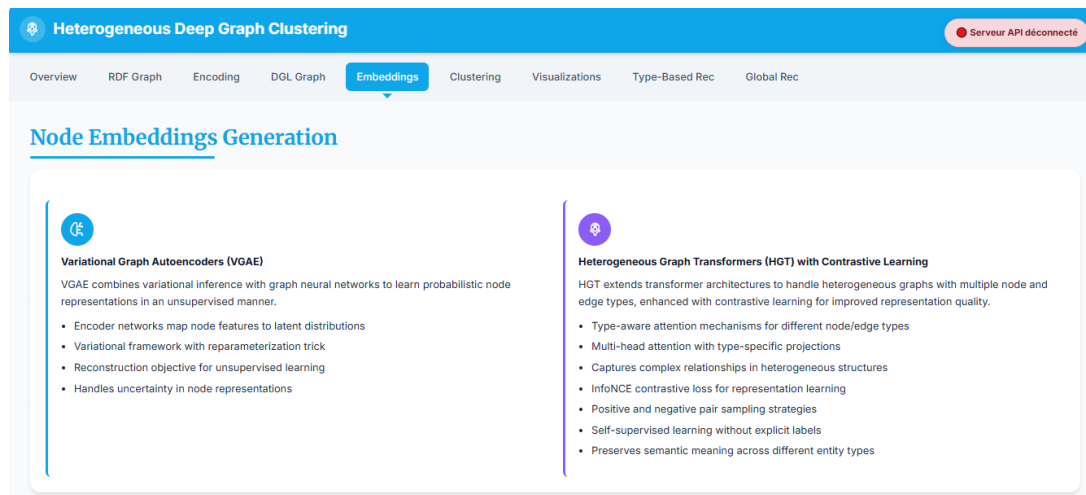 Heterogeneous Deep Graph Clustering
Serveur API déconnecté
Overview RDF Graph Encoding DGL Graph Embeddings Clustering Visualizations Type-Based Rec Global Rec
Node Embeddings Generation
Variational Graph Autoencoders (VGAE)
VGAE combines variational inference with graph neural networks to learn probabilistic node
representations in an unsupervised manner.
• Encoder networks map node features to latent distributions
• Variational framework with reparameterization trick
• Reconstruction objective for unsupervised learning
• Handles uncertainty in node representations
Heterogeneous Graph Transformers (HGT) with Contrastive Learning
HGT extends transformer architectures to handle heterogeneous graphs with multiple node and
edge types, enhanced with contrastive learning for improved representation quality.
• Type-aware attention mechanisms for different node/edge types
• Multi-head attention with type-specific projections
• Captures complex relationships in heterogeneous structures
• InfoNCE contrastive loss for representation learning
• Positive and negative pair sampling strategies
• Self-supervised learning without explicit labels
• Preserves semantic meaning across different entity types